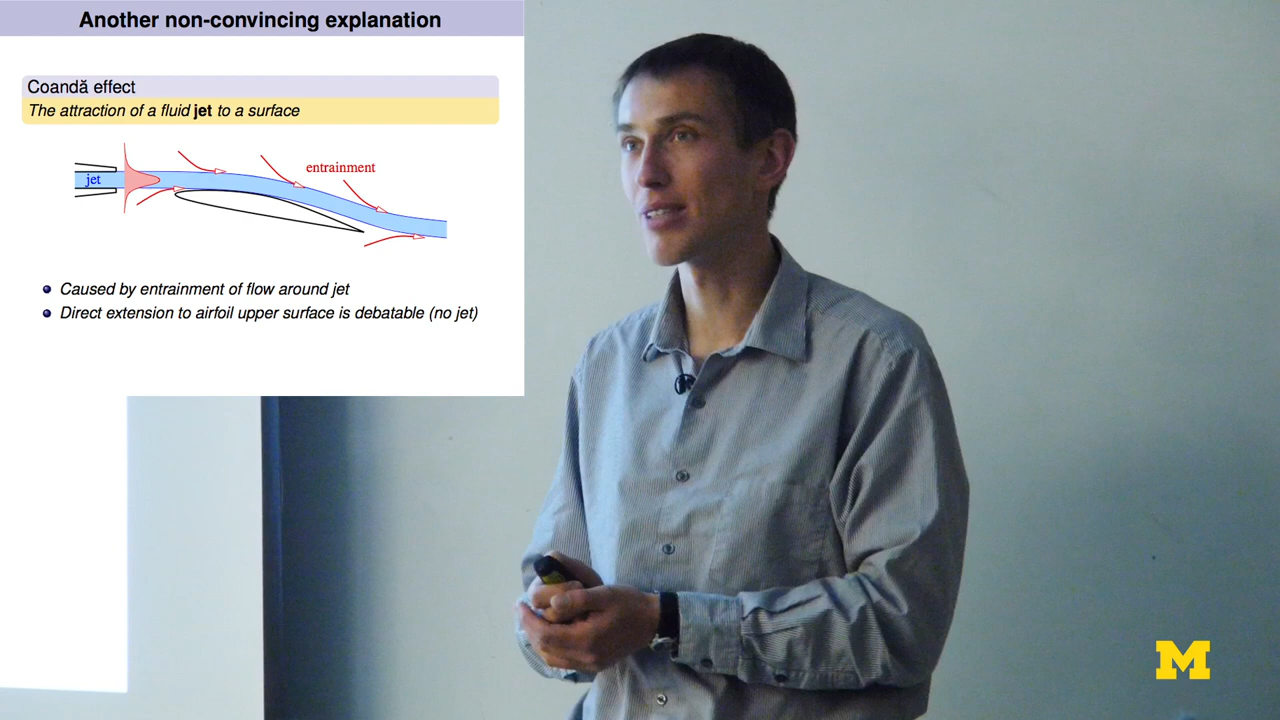 Another non-convincing explanation
Coandă effect
The attraction of a fluid jet to a surface
entrainment
jet
Caused by entrainment of flow around jet
Direct extension to airfoil upper surface is debatable (no jet)
M